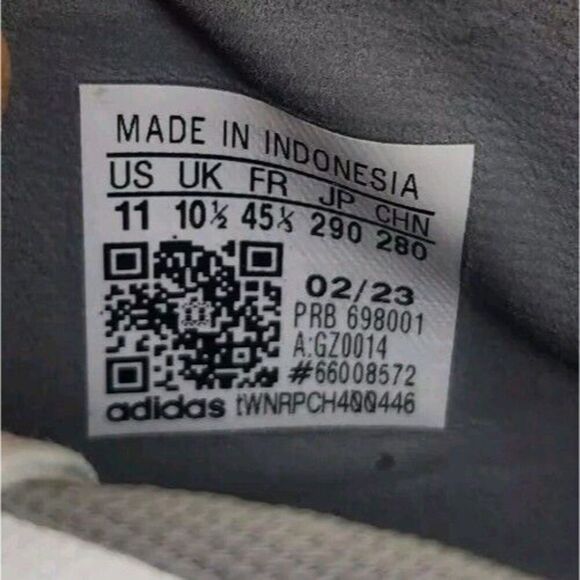 MADE IN INDONESIA
US UK FR JP CHN
11 10½ 45⅓ 290 280
02/23
PRB 698001
A:GZ0014
#66008572
adidas tWNRPCH400446